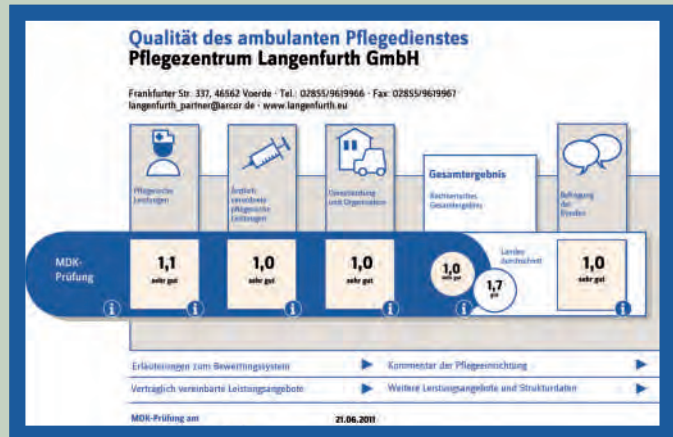 Qualität des ambulanten Pflegedienstes
Pflegezentrum Langenfurth GmbH
Frankfurter Str. 337, 46562 Voerde · Tel.: 02855/9619966 · Fax: 02855/9619967
langenfurth_partner@arcor.de · www.langenfurth.eu
Pflegerische
Leistungen
Ärztlich
verordnete
pflegerische
Leistungen
Dienstleistung
und Organisation
Gesamtergebnis
Rechnerisches
Gesamtergebnis
Befragung
der
Kunden
MDK-
Prüfung
1,1
sehr gut
1,0
sehr gut
1,0
sehr gut
1,0
sehr gut
Landes
durchschnitt
1,7
gut
1,0
sehr gut
Erläuterungen zum Bewertungssystem
Kommentar der Pflegeeinrichtung
Vertraglich vereinbarte Leistungsangebote
Weitere Leistungsangebote und Strukturdaten
MDK-Prüfung am 21.06.2011